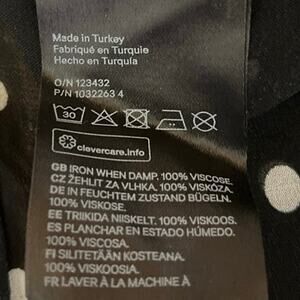 Made in Turkey
Fabriqué en Turquie
Hecho en Turquía
O/N 123432
P/N 1032263 4
30
clevercare.info
GB IRON WHEN DAMP. 100% VISCOSE.
CZ ŽEHLIT ZA VLHKA. 100% VISKÓZA.
DE IN FEUCHTEM ZUSTAND BÜGELN.
100% VISKOSE.
EE TRIIKIDA NIISKELT. 100% VISKOOS.
ES PLANCHAR EN ESTADO HÚMEDO.
100% VISCOSA.
FI SILITETÄÄN KOSTEANA.
100% VISKOOSIA.
FR LAVER À LA MACHINE À